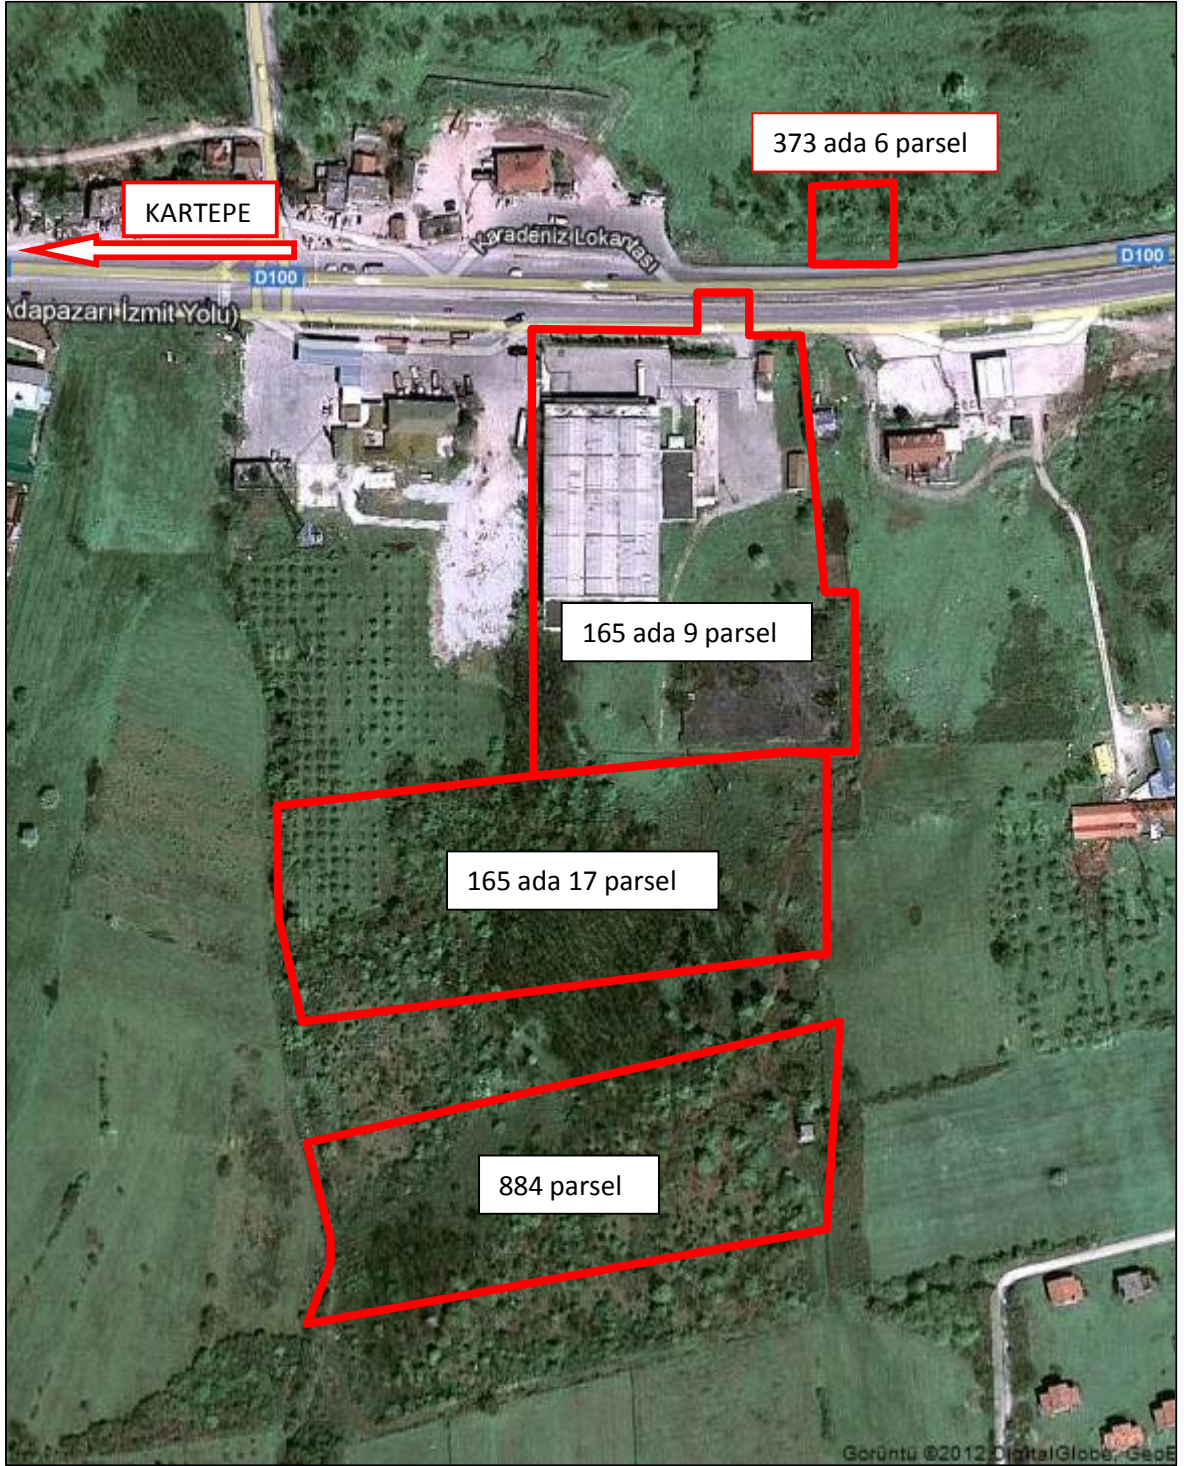 373 ada 6 parsel
KARTEPE
Karadeniz Lokantası
D100
D100
Adapazarı İzmit Yolu)
165 ada 9 parsel
165 ada 17 parsel
884 parsel
Görüntü ©2012 DigitalGlobe, GeoE